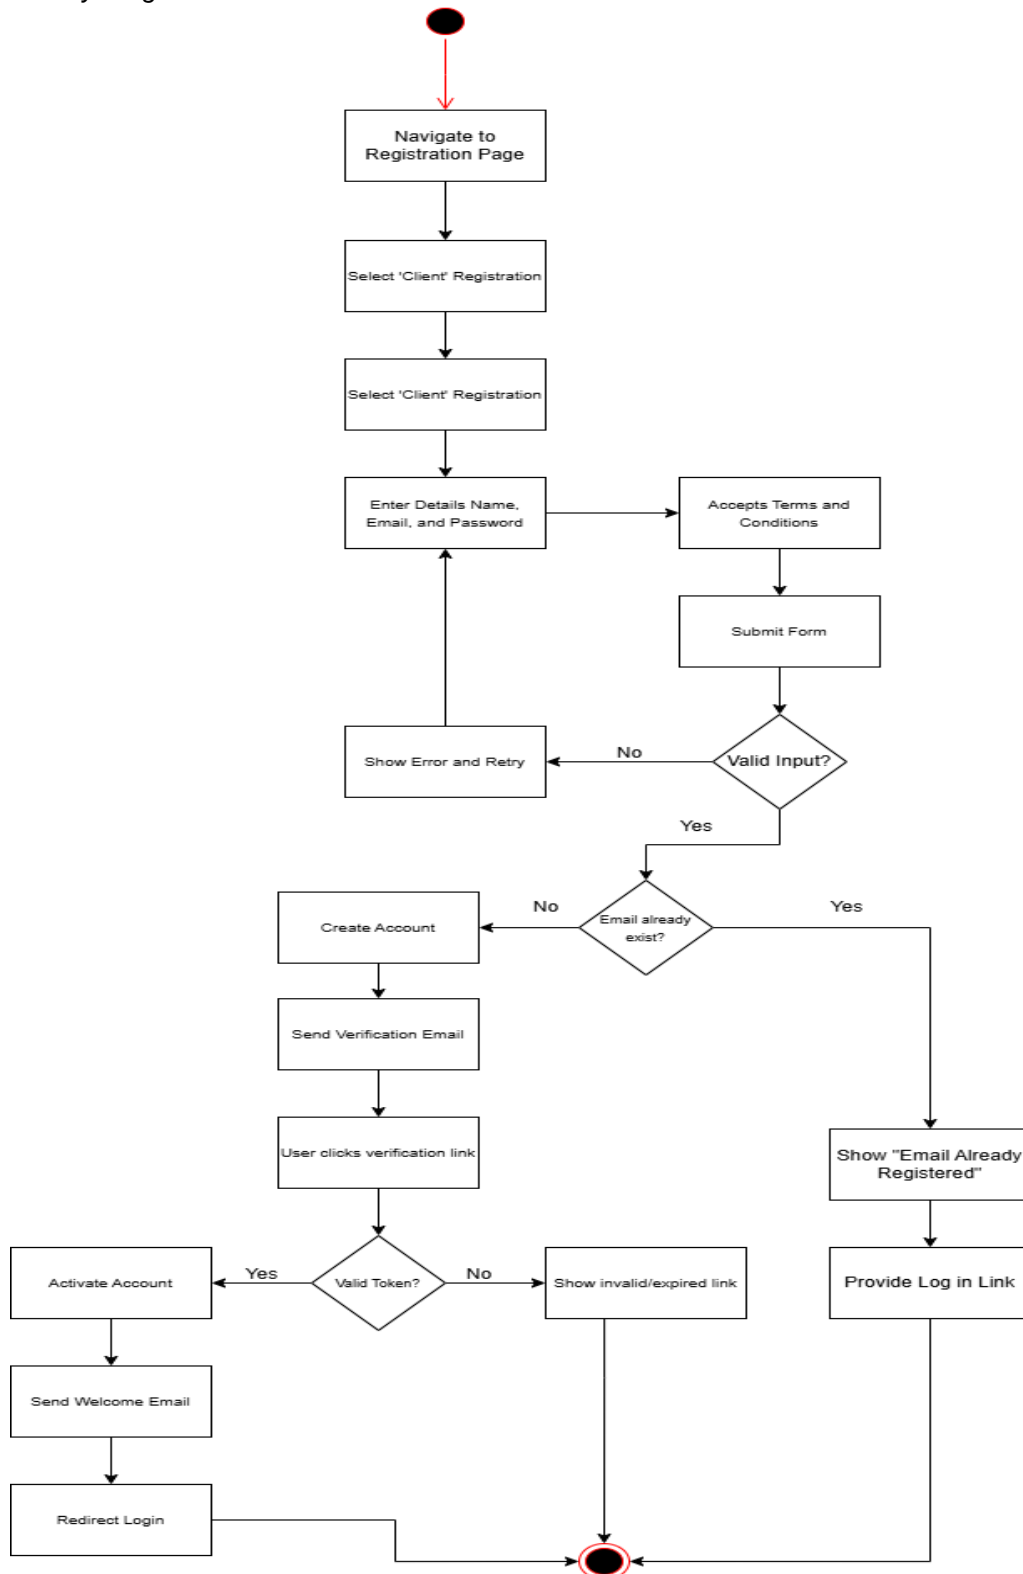 Navigate to
Registration Page
Select 'Client' Registration
Select 'Client' Registration
Enter Details Name,
Email, and Password
Accepts Terms and
Conditions
Submit Form
Valid Input?
No
Show Error and Retry
Yes
Email already
exist?
No
Yes
Create Account
Send Verification Email
User clicks verification link
Show "Email Already
Registered"
Valid Token?
Yes
No
Activate Account
Show invalid/expired link
Provide Log in Link
Send Welcome Email
Redirect Login